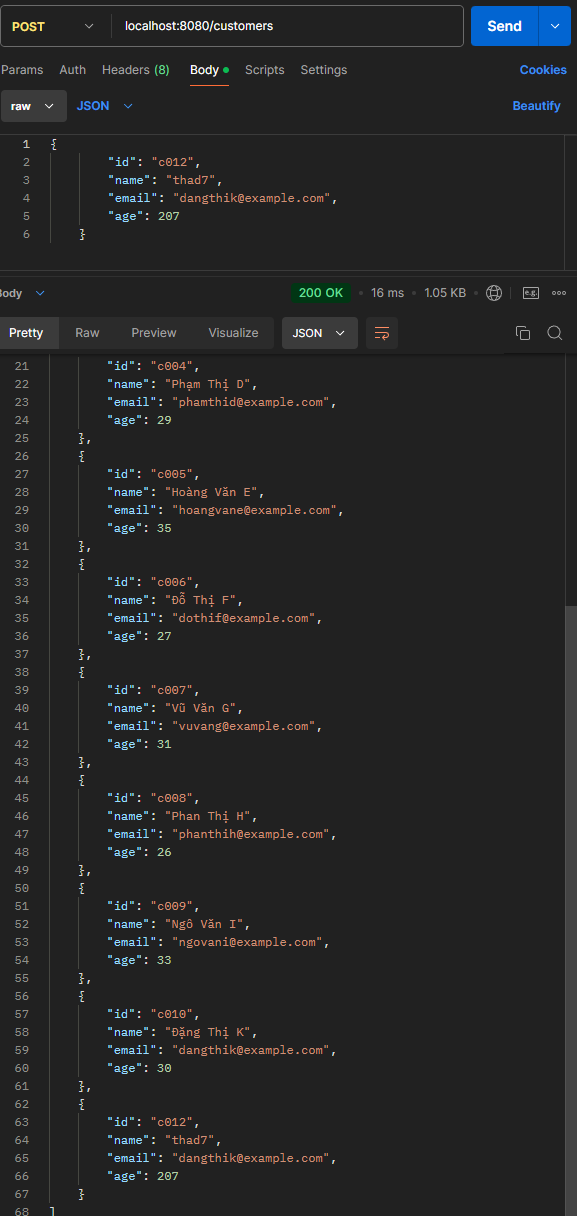 POST localhost:8080/customers Send
Params Auth Headers (8) Body Scripts Settings Cookies
raw JSON Beautify
1 {
2 "id": "c012",
3 "name": "thad7",
4 "email": "dangthik@example.com",
5 "age": 207
6 }
Body 200 OK 16 ms 1.05 KB e.g.
Pretty Raw Preview Visualize JSON
21 "id": "c004",
22 "name": "Phạm Thị D",
23 "email": "phamthid@example.com",
24 "age": 29
25 },
26 {
27 "id": "c005",
28 "name": "Hoàng Văn E",
29 "email": "hoangvane@example.com",
30 "age": 35
31 },
32 {
33 "id": "c006",
34 "name": "Đỗ Thị F",
35 "email": "dothif@example.com",
36 "age": 27
37 },
38 {
39 "id": "c007",
40 "name": "Vũ Văn G",
41 "email": "vuvang@example.com",
42 "age": 31
43 },
44 {
45 "id": "c008",
46 "name": "Phan Thị H",
47 "email": "phanthih@example.com",
48 "age": 26
49 },
50 {
51 "id": "c009",
52 "name": "Ngô Văn I",
53 "email": "ngovani@example.com",
54 "age": 33
55 },
56 {
57 "id": "c010",
58 "name": "Đặng Thị K",
59 "email": "dangthik@example.com",
60 "age": 30
61 },
62 {
63 "id": "c012",
64 "name": "thad7",
65 "email": "dangthik@example.com",
66 "age": 207
67 }
68 ]